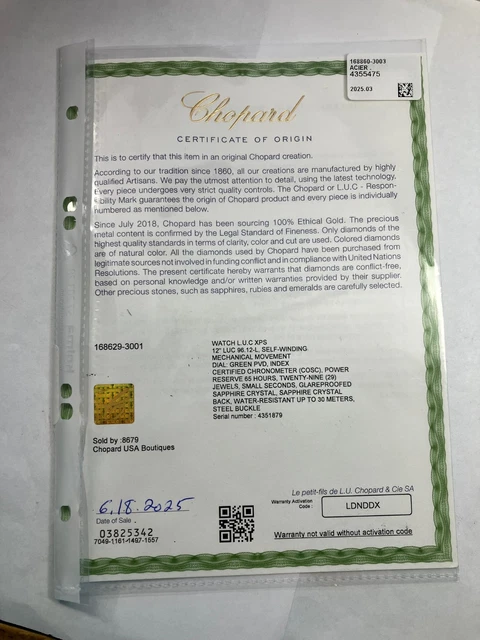 168860-3003
ACIER .
4355475
2025.03
Chopard
CERTIFICATE OF ORIGIN
This is to certify that this item in an original Chopard creation.
According to our tradition since 1860, all our creations are manufactured by highly
qualified Artisans. We pay the utmost attention to detail, using the latest technology.
Every piece undergoes very strict quality controls. The Chopard or L.U.C - Respon-
sibility Mark guarantees the origin of Chopard product and every piece is individually
numbered as mentioned below.
Since July 2018, Chopard has been sourcing 100% Ethical Gold. The precious
metal content is confirmed by the Legal Standard of Fineness. Only diamonds of the
highest quality standards in terms of clarity, color and cut are used. Colored diamonds
are of natural color. All the diamonds used by Chopard have been purchased from
legitimate sources not involved in funding conflict and in compliance with United Nations
Resolutions. The present certificate hereby warrants that diamonds are conflict-free,
based on personal knowledge and/or written warranties provided by their supplier.
Other precious stones, such as sapphires, rubies and emeralds are carefully selected.
168629-3001
WATCH L.U.C XPS
12" LUC 96.12-L, SELF-WINDING
MECHANICAL MOVEMENT
DIAL: GREEN PVD, INDEX
CERTIFIED CHRONOMETER (COSC), POWER
RESERVE 65 HOURS, TWENTY-NINE (29)
JEWELS, SMALL SECONDS, GLAREPROOFED
SAPPHIRE CRYSTAL, SAPPHIRE CRYSTAL
BACK, WATER-RESISTANT UP TO 30 METERS,
STEEL BUCKLE
Serial number : 4351879
Sold by :8679
Chopard USA Boutiques
Le petit-fils de L.U. Chopard & Cie SA
Warranty Activation
Code :
LDNDDX
6.18.2025
Date of Sale
03825342
7049-1161-1497-1557
Warranty not valid without activation code